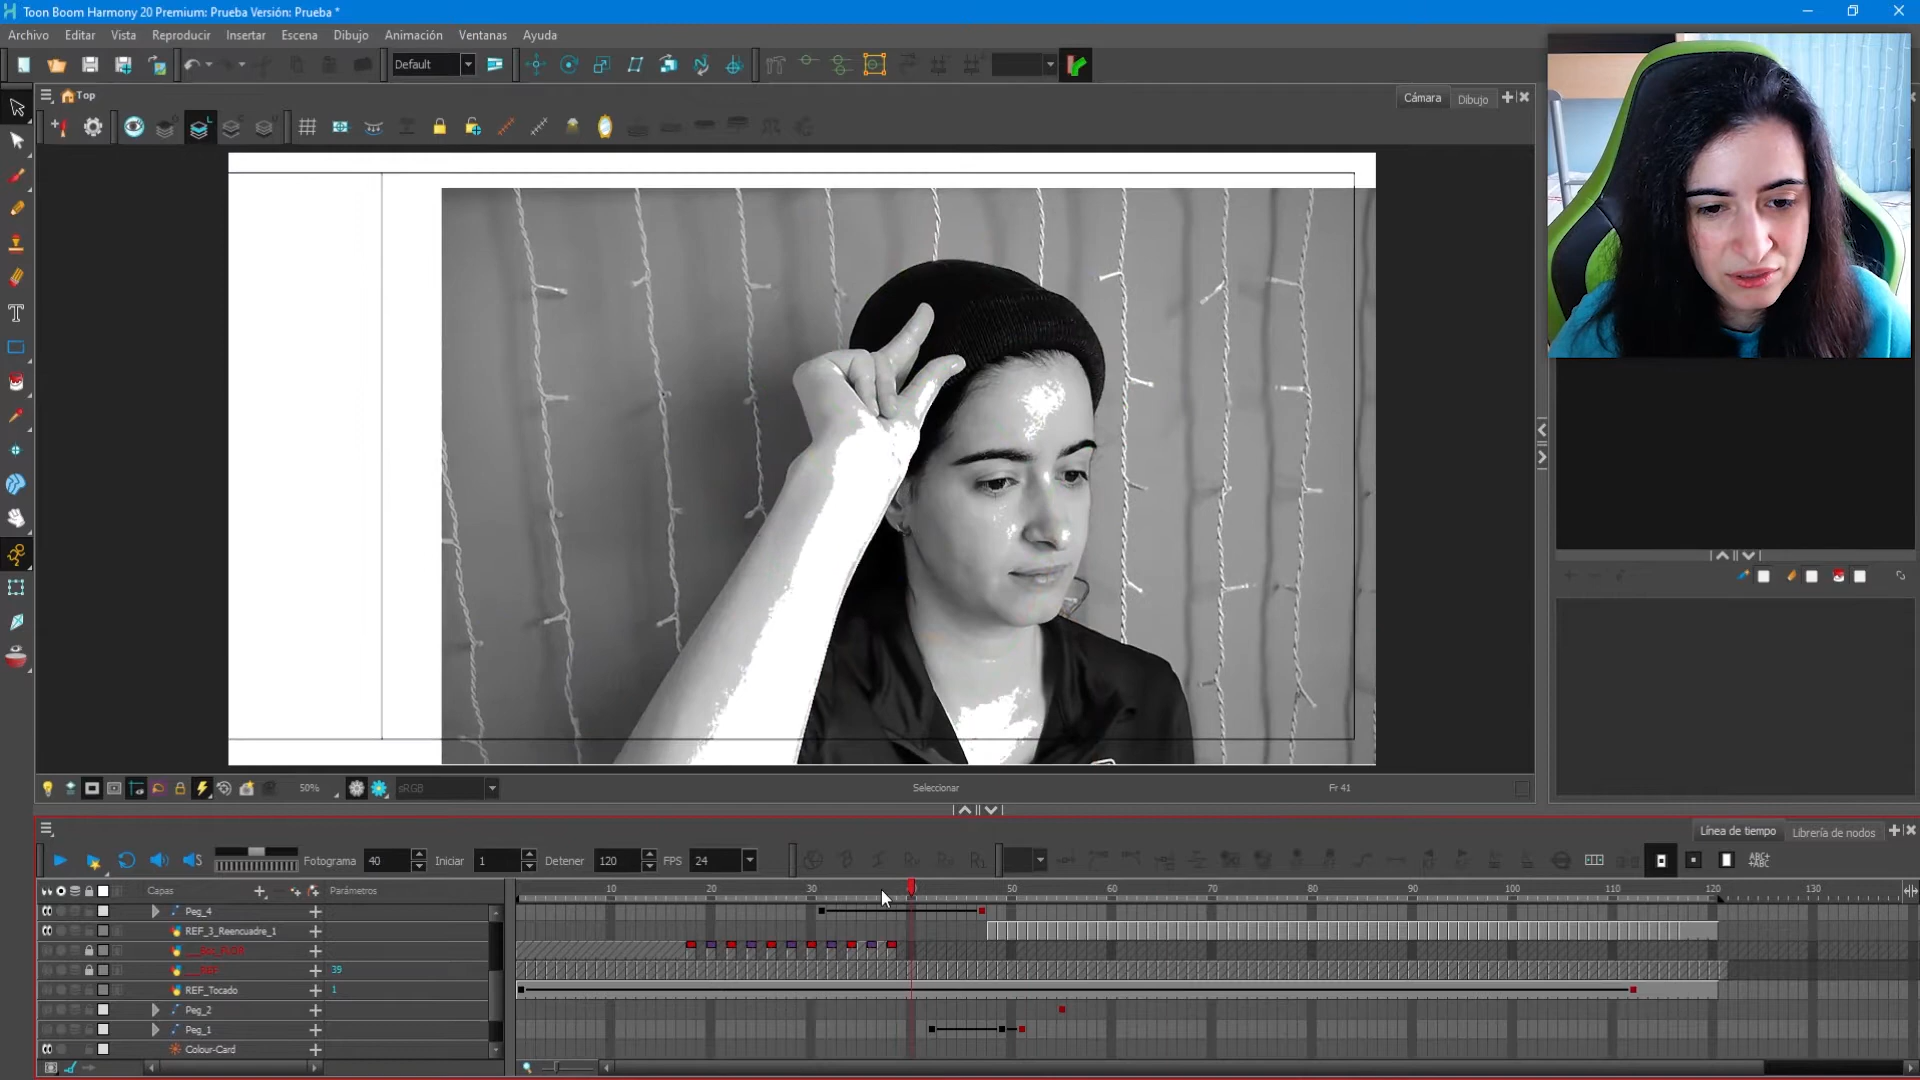 Toon Boom Harmony 20 Premium: Prueba Versión: Prueba *
Archivo Editar Vista Reproducir Insertar Escena Dibujo Animación Ventanas Ayuda
Default
Top
Cámara Dibujo
50%
sRGB
Seleccionar
Fr 41
Línea de tiempo Librería de nodos
Fotograma 40 Iniciar 1 Detener 120 FPS 24
Capas Parámetros
10 20 30 50 60 70 80 90 100 110 120 130
Peg_4
REF_3_Reencuadre_1
39
REF_Tocado 1
Peg_2
Peg_1
Colour-Card